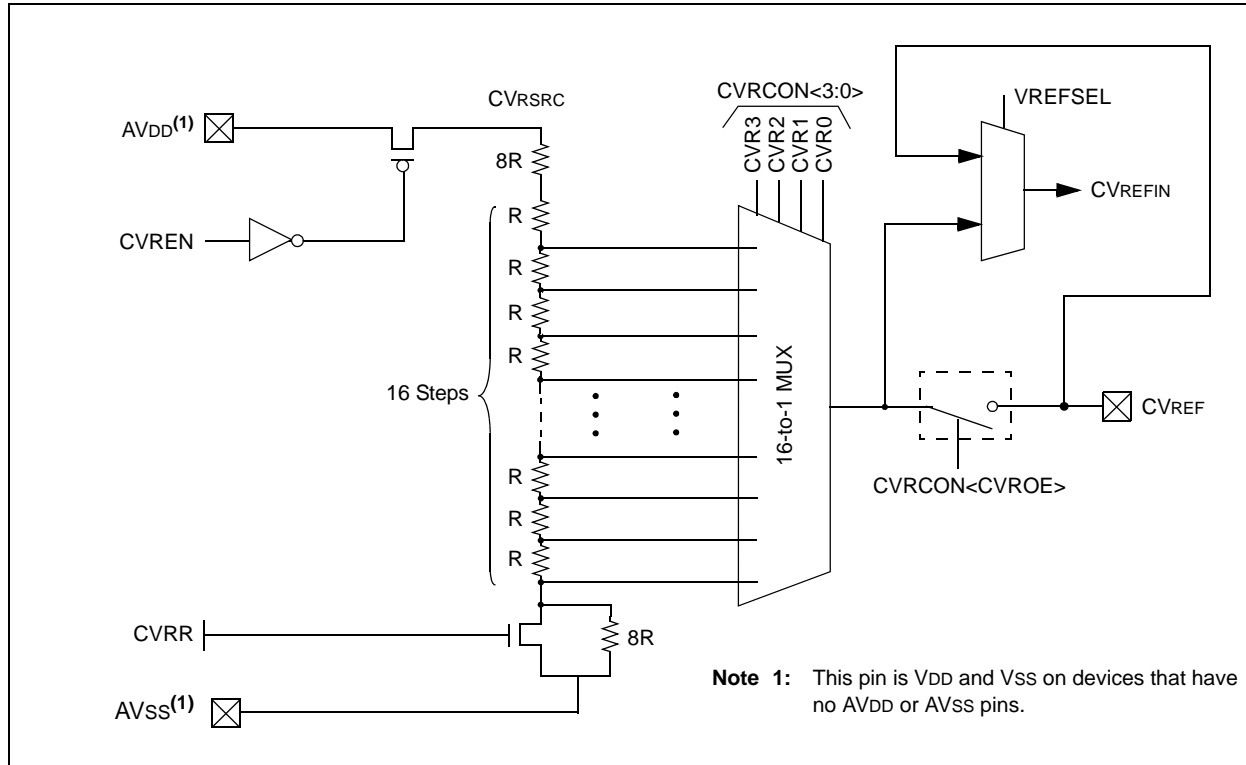 CVRCON<3:0>
CVR3
CVR2
CVR1
CVR0
VREFSEL
CVRSRC
AVDD(1)
8R
CVREFIN
R
CVREN
R
R
R
16 Steps
16-to-1 MUX
CVREF
R
CVRCON<CVROE>
R
R
CVRR
8R
Note 1: This pin is VDD and VSS on devices that have
no AVDD or AVSS pins.
AVSS(1)